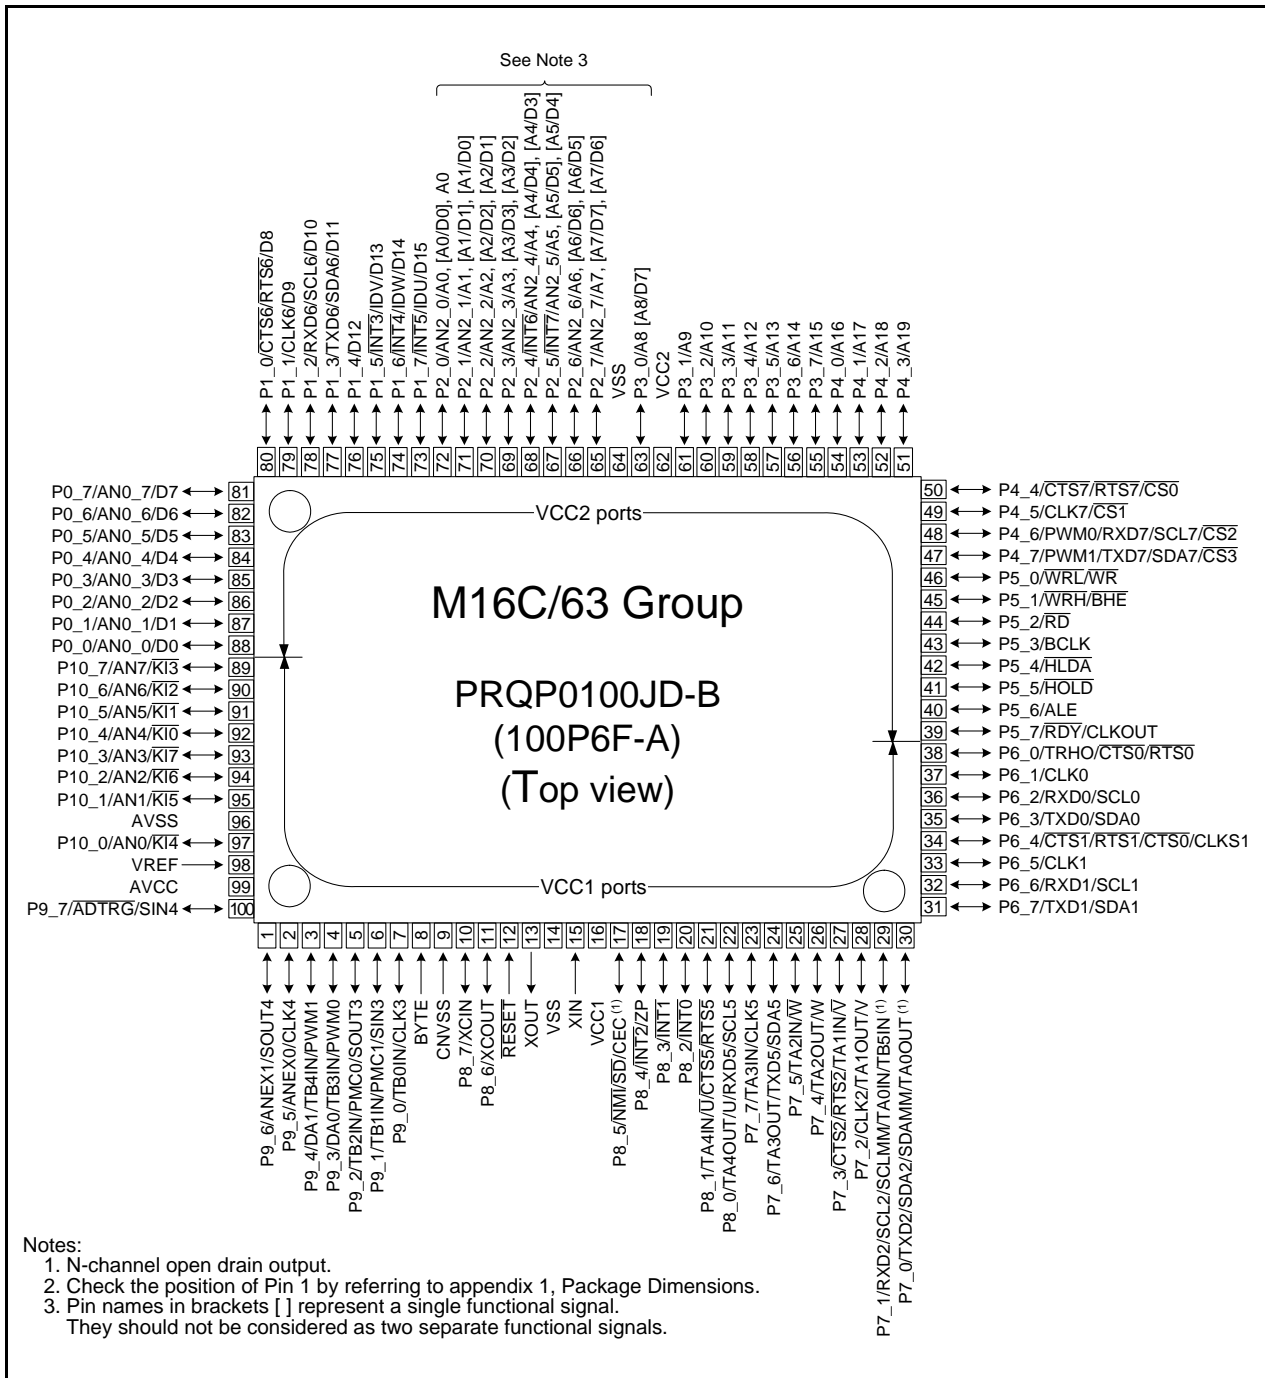 See Note 3
P1_0/CTS6/RTS6/D8
P1_1/CLK6/D9
P1_2/RXD6/SCL6/D10
P1_3/TXD6/SDA6/D11
P1_4/D12
P1_5/INT3/IDV/D13
P1_6/INT4/IDW/D14
P1_7/INT5/IDU/D15
P2_0/AN2_0/A0, [A0/D0], A0
P2_1/AN2_1/A1, [A1/D1], [A1/D0]
P2_2/AN2_2/A2, [A2/D2], [A2/D1]
P2_3/AN2_3/A3, [A3/D3], [A3/D2]
P2_4/INT6/AN2_4/A4, [A4/D4], [A4/D3]
P2_5/INT7/AN2_5/A5, [A5/D5], [A5/D4]
P2_6/AN2_6/A6, [A6/D6], [A6/D5]
P2_7/AN2_7/A7, [A7/D7], [A7/D6]
VSS
P3_0/A8 [A8/D7]
VCC2
P3_1/A9
P3_2/A10
P3_3/A11
P3_4/A12
P3_5/A13
P3_6/A14
P3_7/A15
P4_0/A16
P4_1/A17
P4_2/A18
P4_3/A19
80 79 78 77 76 75 74 73 72 71 70 69 68 67 66 65 64 63 62 61 60 59 58 57 56 55 54 53 52 51
P0_7/AN0_7/D7 81
P0_6/AN0_6/D6 82
P0_5/AN0_5/D5 83
P0_4/AN0_4/D4 84
P0_3/AN0_3/D3 85
P0_2/AN0_2/D2 86
P0_1/AN0_1/D1 87
P0_0/AN0_0/D0 88
P10_7/AN7/KI3 89
P10_6/AN6/KI2 90
P10_5/AN5/KI1 91
P10_4/AN4/KI0 92
P10_3/AN3/KI7 93
P10_2/AN2/KI6 94
P10_1/AN1/KI5 95
AVSS 96
P10_0/AN0/KI4 97
VREF 98
AVCC 99
P9_7/ADTRG/SIN4 100
VCC2 ports
M16C/63 Group
PRQP0100JD-B
(100P6F-A)
(Top view)
VCC1 ports
50 P4_4/CTS7/RTS7/CS0
49 P4_5/CLK7/CS1
48 P4_6/PWM0/RXD7/SCL7/CS2
47 P4_7/PWM1/TXD7/SDA7/CS3
46 P5_0/WRL/WR
45 P5_1/WRH/BHE
44 P5_2/RD
43 P5_3/BCLK
42 P5_4/HLDA
41 P5_5/HOLD
40 P5_6/ALE
39 P5_7/RDY/CLKOUT
38 P6_0/TRHO/CTS0/RTS0
37 P6_1/CLK0
36 P6_2/RXD0/SCL0
35 P6_3/TXD0/SDA0
34 P6_4/CTS1/RTS1/CTS0/CLKS1
33 P6_5/CLK1
32 P6_6/RXD1/SCL1
31 P6_7/TXD1/SDA1
1 2 3 4 5 6 7 8 9 10 11 12 13 14 15 16 17 18 19 20 21 22 23 24 25 26 27 28 29 30
P9_6/ANEX1/SOUT4
P9_5/ANEX0/CLK4
P9_4/DA1/TB4IN/PWM1
P9_3/DA0/TB3IN/PWM0
P9_2/TB2IN/PMC0/SOUT3
P9_1/TB1IN/PMC1/SIN3
P9_0/TB0IN/CLK3
BYTE
CNVSS
P8_7/XCIN
P8_6/XCOUT
RESET
XOUT
VSS
XIN
VCC1
P8_5/NMI/SD/CEC (1)
P8_4/INT2/ZP
P8_3/INT1
P8_2/INT0
P8_1/TA4IN/U/CTS5/RTS5
P8_0/TA4OUT/U/RXD5/SCL5
P7_7/TA3IN/CLK5
P7_6/TA3OUT/TXD5/SDA5
P7_5/TA2IN/W
P7_4/TA2OUT/W
P7_3/CTS2/RTS2/TA1IN/V
P7_2/CLK2/TA1OUT/V
P7_1/RXD2/SCL2/SCLMM/TA0IN/TB5IN (1)
P7_0/TXD2/SDA2/SDAMM/TA0OUT (1)
Notes:
1. N-channel open drain output.
2. Check the position of Pin 1 by referring to appendix 1, Package Dimensions.
3. Pin names in brackets [ ] represent a single functional signal.
They should not be considered as two separate functional signals.